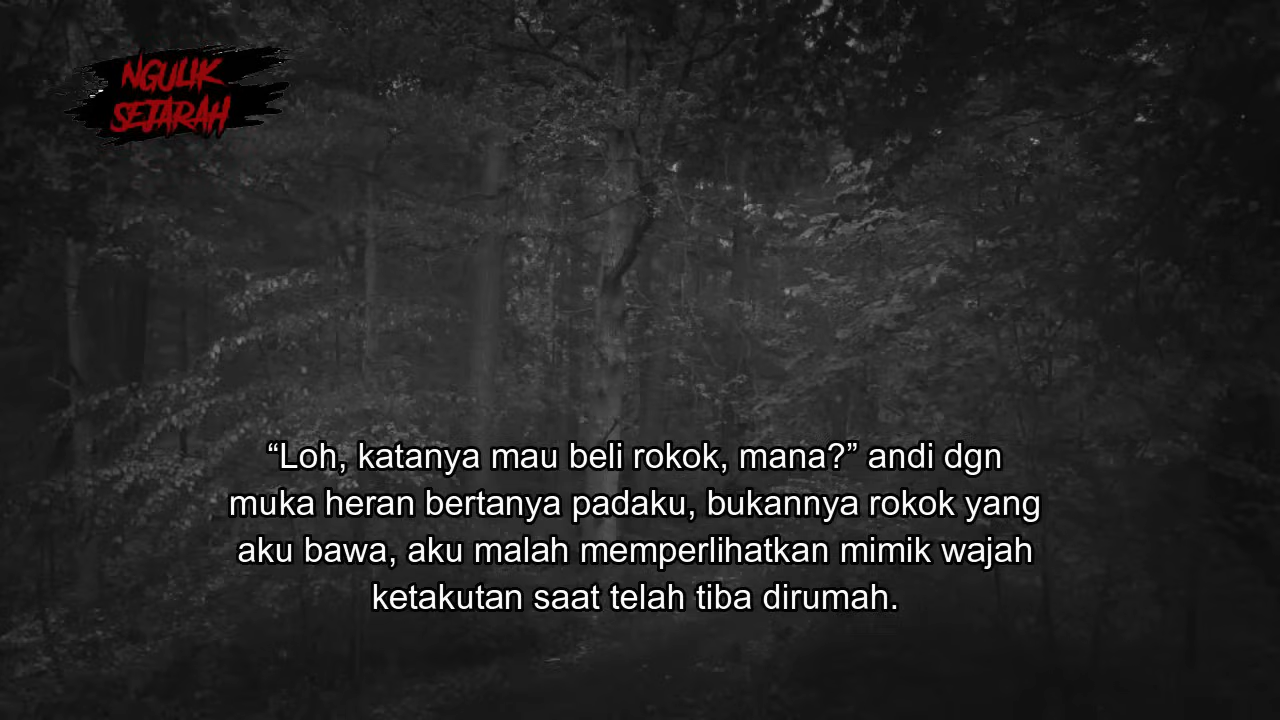 NGULIK
SEJARAH
“Loh, katanya mau beli rokok, mana?” andi dgn
muka heran bertanya padaku, bukannya rokok yang
aku bawa, aku malah memperlihatkan mimik wajah
ketakutan saat telah tiba dirumah.